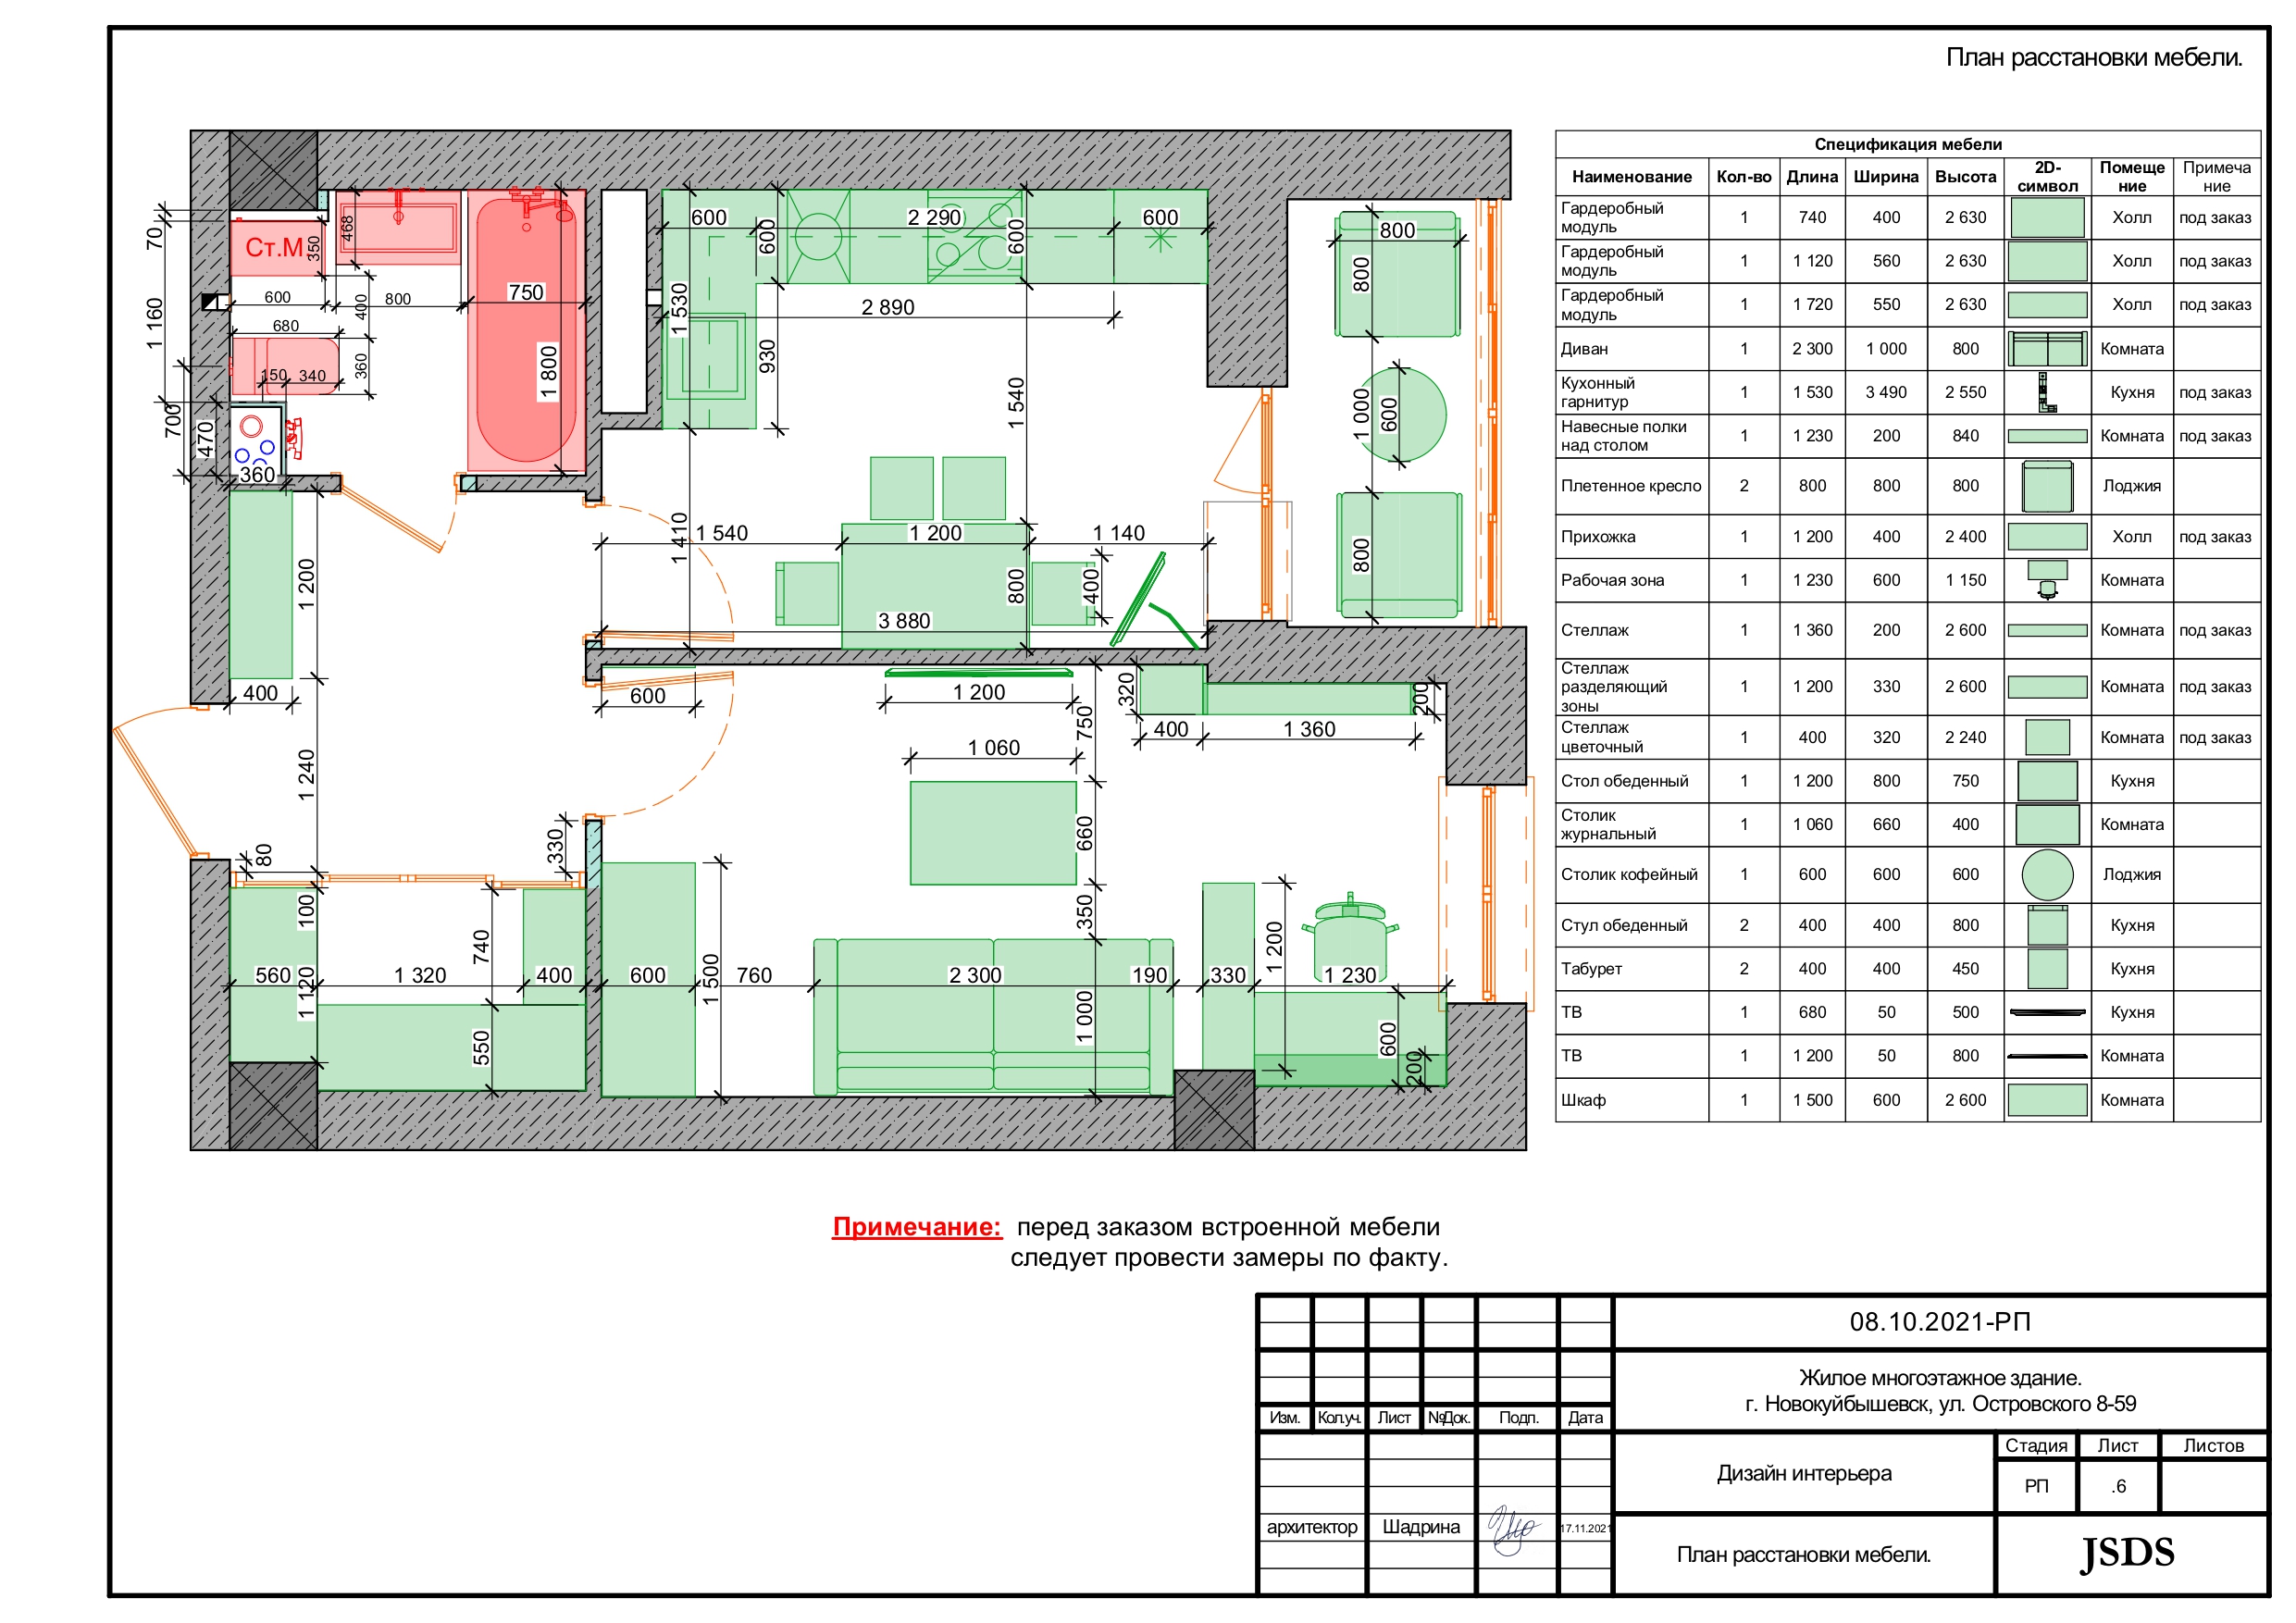 План расстановки мебели.
Спецификация мебели
Наименование Кол-во Длина Ширина Высота 2D-символ Помещение Примечание
Гардеробный модуль 1 740 400 2 630 Холл под заказ
Гардеробный модуль 1 1 120 560 2 630 Холл под заказ
Гардеробный модуль 1 1 720 550 2 630 Холл под заказ
Диван 1 2 300 1 000 800 Комната
Кухонный гарнитур 1 1 530 3 490 2 550 Кухня под заказ
Навесные полки над столом 1 1 230 200 840 Комната под заказ
Плетенное кресло 2 800 800 800 Лоджия
Прихожка 1 1 200 400 2 400 Холл под заказ
Рабочая зона 1 1 230 600 1 150 Комната
Стеллаж 1 1 360 200 2 600 Комната под заказ
Стеллаж разделяющий зоны 1 1 200 330 2 600 Комната под заказ
Стеллаж цветочный 1 400 320 2 240 Комната под заказ
Стол обеденный 1 1 200 800 750 Кухня
Столик журнальный 1 1 060 660 400 Комната
Столик кофейный 1 600 600 600 Лоджия
Стул обеденный 2 400 400 800 Кухня
Табурет 2 400 400 450 Кухня
ТВ 1 680 50 500 Кухня
ТВ 1 1 200 50 800 Комната
Шкаф 1 1 500 600 2 600 Комната
70
1 160
700
470
360
Ст.М.
350
468
600
800
400
680
360
150 340
750
1 800
600
600
2 290
600
600
1 530
2 890
930
1 540
800
800
1 000
600
800
1 410
1 540
1 200
1 140
800
400
3 880
1 200
400
1 240
80
330
600
1 200
320
200
400
1 360
750
1 060
660
350
100
740
560
1 120
1 320
400
600
1 500
760
2 300
190
330
1 200
1 230
550
1 000
600
200
Примечание: перед заказом встроенной мебели
следует провести замеры по факту.
08.10.2021-РП
Жилое многоэтажное здание.
г. Новокуйбышевск, ул. Островского 8-59
Изм. Кол.уч. Лист №Док. Подп. Дата
Дизайн интерьера
Стадия Лист Листов
РП .6
архитектор Шадрина 17.11.2021
План расстановки мебели.
JSDS